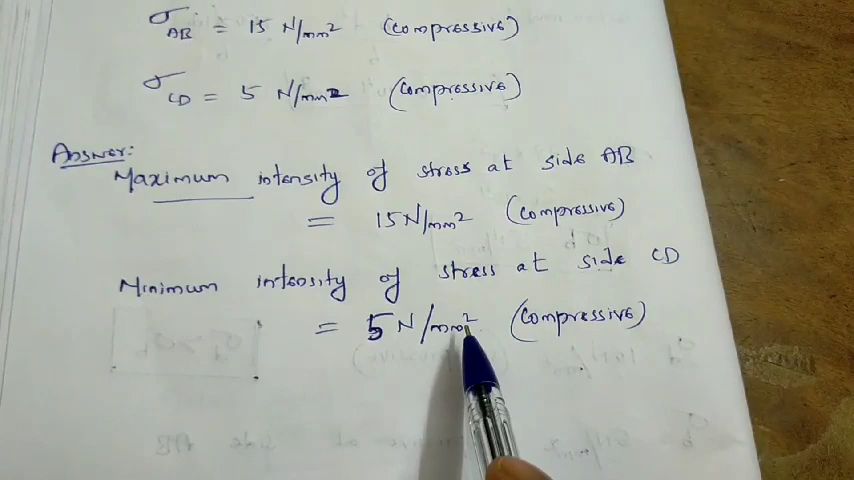 σAB = 15 N/mm² (Compressive)
σCD = 5 N/mm² (Compressive)
Answer:
Maximum intensity of stress at side AB
= 15 N/mm² (Compressive)
Minimum intensity of stress at side CD
= 5 N/mm² (Compressive)